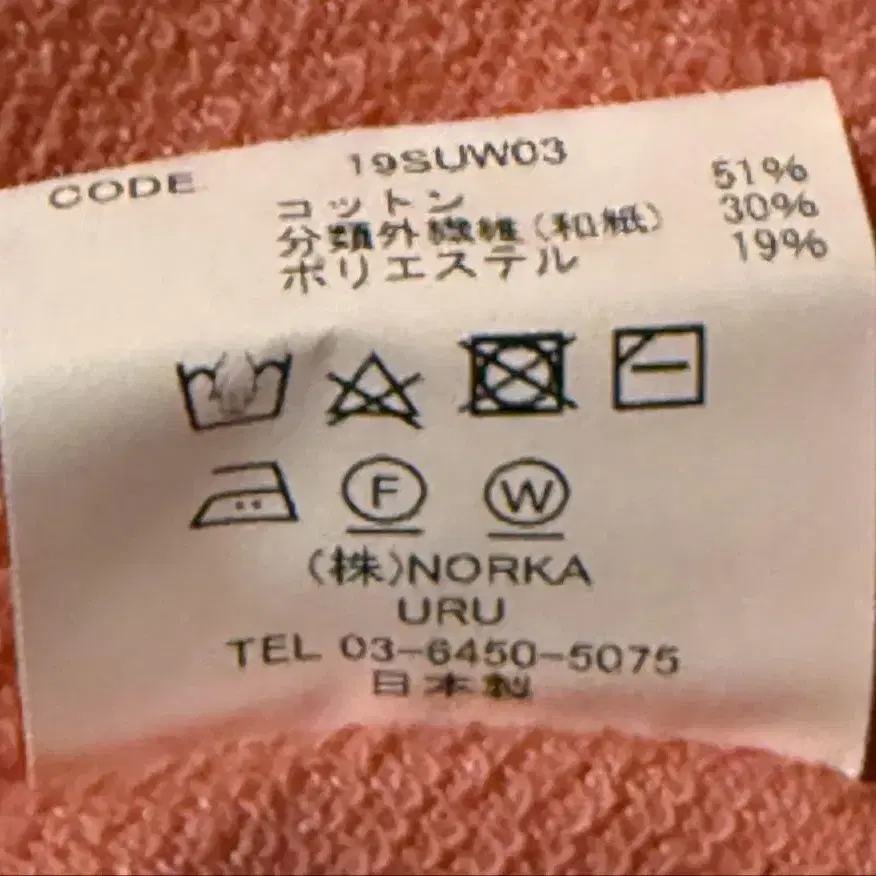 CODE 19SUW03
コットン 51%
分類外繊維(和紙) 30%
ポリエステル 19%
F W
(株)NORKA
URU
TEL 03-6450-5075
日本製